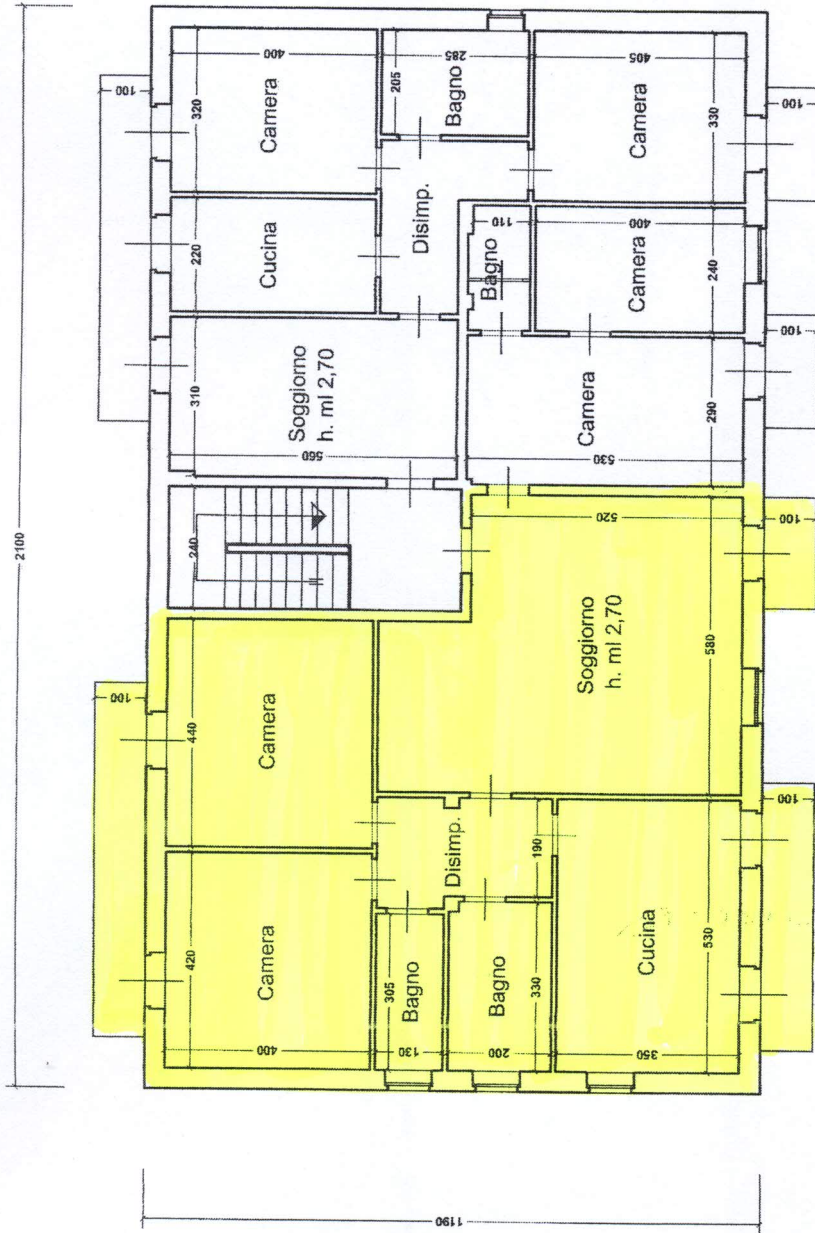 1190
2100
100
100
420
440
240
310
220
320
Camera
Camera
Soggiorno
h. ml 2,70
Cucina
Camera
400
560
400
305
Bagno
130
Disimp.
Disimp.
205
Bagno
285
330
Bagno
200
190
Bagno
110
Soggiorno
h. ml 2,70
520
Camera
530
Camera
400
Camera
405
Cucina
350
530
580
290
240
330
100
100
100
100